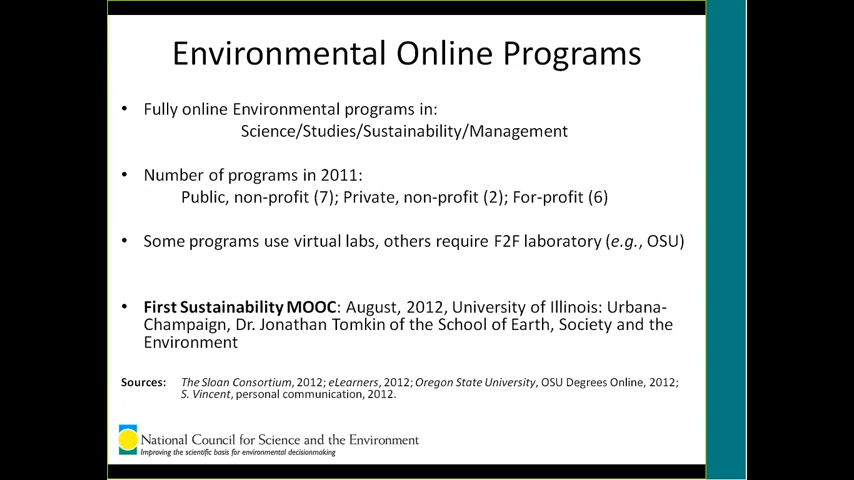 Environmental Online Programs
• Fully online Environmental programs in:
Science/Studies/Sustainability/Management
• Number of programs in 2011:
Public, non-profit (7); Private, non-profit (2); For-profit (6)
• Some programs use virtual labs, others require F2F laboratory (e.g., OSU)
• First Sustainability MOOC: August, 2012, University of Illinois: Urbana-
Champaign, Dr. Jonathan Tomkin of the School of Earth, Society and the
Environment
Sources: The Sloan Consortium, 2012; eLearners, 2012; Oregon State University, OSU Degrees Online, 2012;
S. Vincent, personal communication, 2012.
National Council for Science and the Environment
Improving the scientific basis for environmental decisionmaking